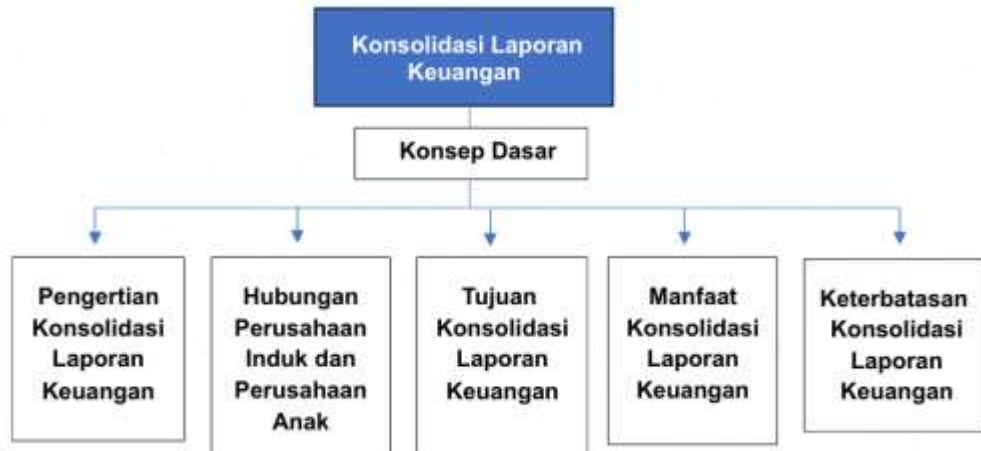 Konsolidasi Laporan
Keuangan
Konsep Dasar
Pengertian
Konsolidasi
Laporan
Keuangan
Hubungan
Perusahaan
Induk dan
Perusahaan
Anak
Tujuan
Konsolidasi
Laporan
Keuangan
Manfaat
Konsolidasi
Laporan
Keuangan
Keterbatasan
Konsolidasi
Laporan
Keuangan